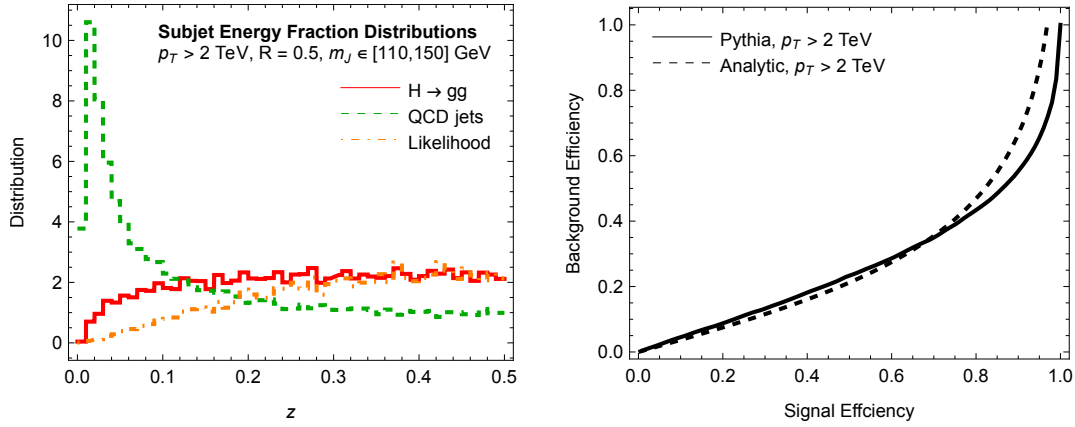 Subjet Energy Fraction Distributions
p_T > 2 TeV, R = 0.5, m_J ∈ [110,150] GeV
H → gg
QCD jets
Likelihood
Distribution
10
8
6
4
2
0
0.0 0.1 0.2 0.3 0.4 0.5
z
Pythia, p_T > 2 TeV
Analytic, p_T > 2 TeV
Background Efficiency
1.0
0.8
0.6
0.4
0.2
0.0
0.0 0.2 0.4 0.6 0.8 1.0
Signal Effciency